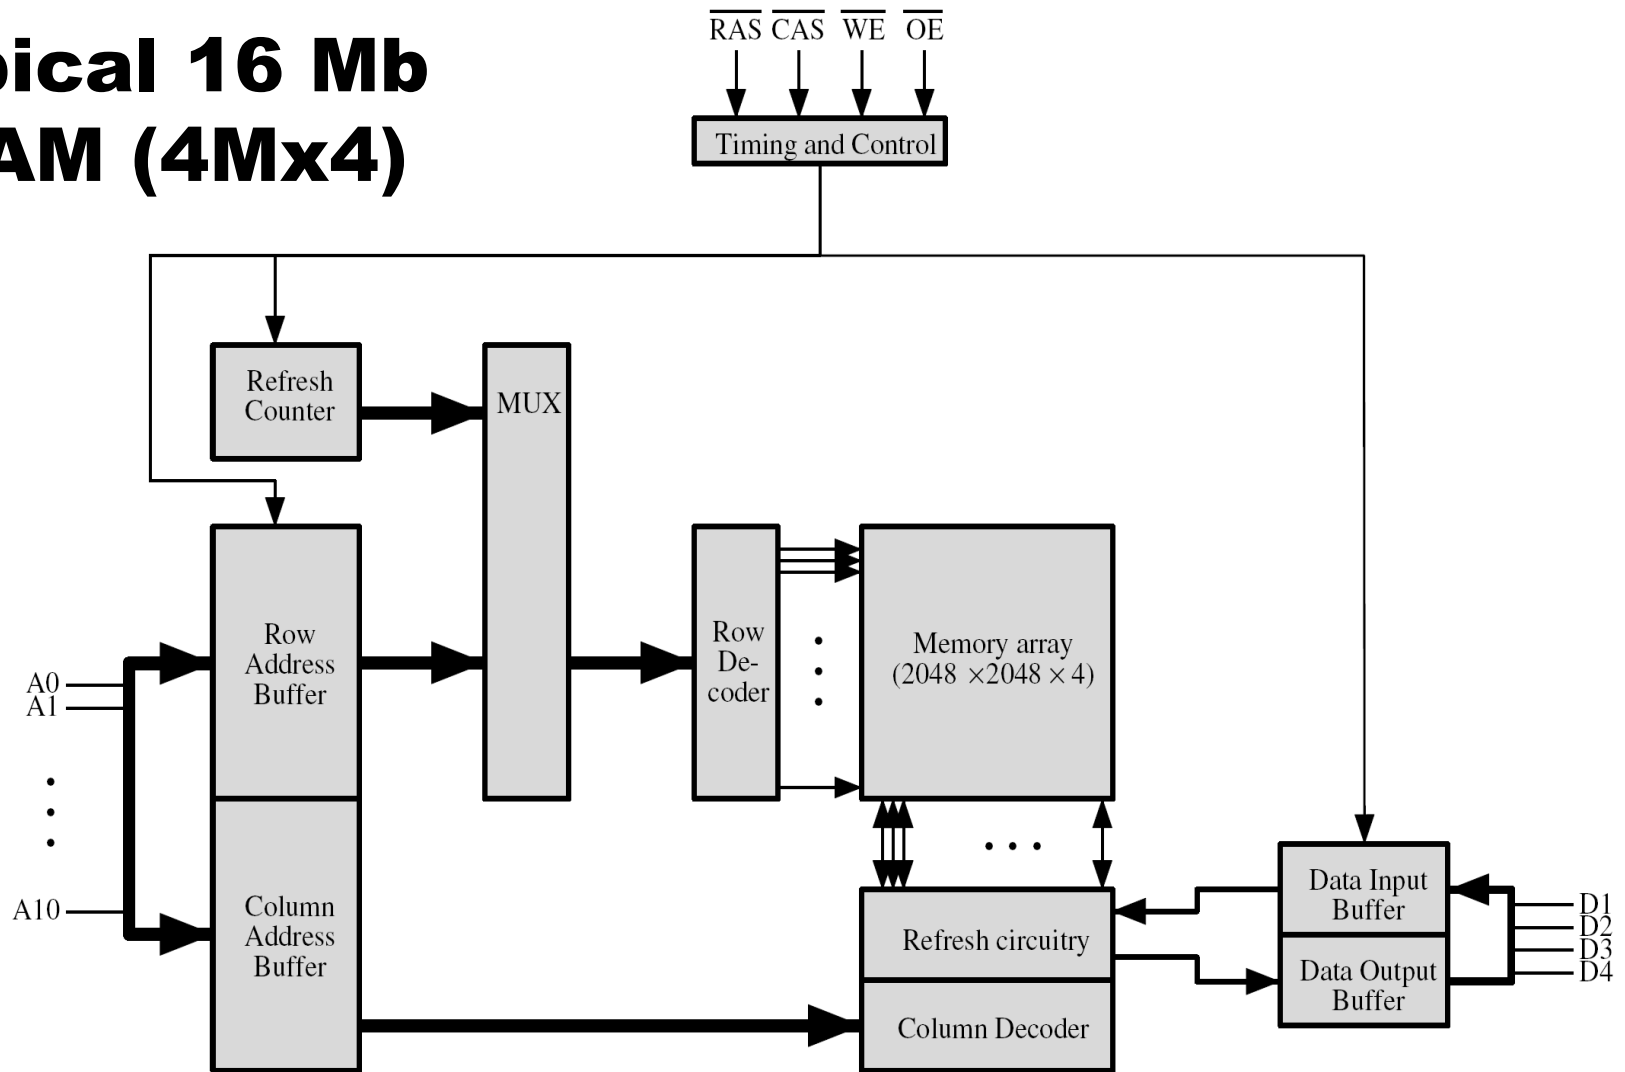 pical 16 Mb
AM (4Mx4)
RAS CAS WE OE
Timing and Control
Refresh
Counter
MUX
Row
Address
Buffer
Row
De-
coder
Memory array
(2048 ×2048 × 4)
A0
A1
A10
Column
Address
Buffer
Refresh circuitry
Column Decoder
Data Input
Buffer
Data Output
Buffer
D1
D2
D3
D4